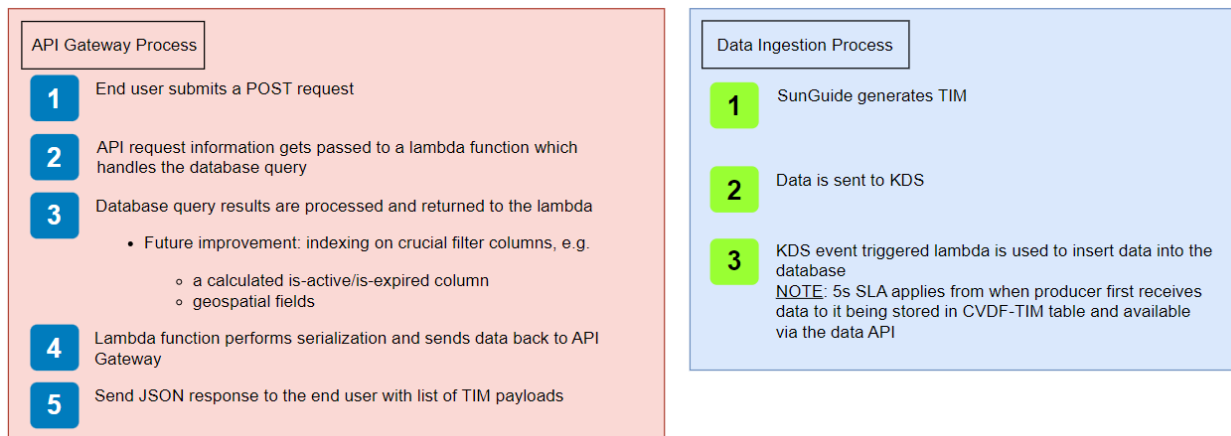 API Gateway Process
1
End user submits a POST request
2
API request information gets passed to a lambda function which
handles the database query
3
Database query results are processed and returned to the lambda
• Future improvement: indexing on crucial filter columns, e.g.
○ a calculated is-active/is-expired column
○ geospatial fields
4
Lambda function performs serialization and sends data back to API
Gateway
5
Send JSON response to the end user with list of TIM payloads
Data Ingestion Process
1
SunGuide generates TIM
2
Data is sent to KDS
3
KDS event triggered lambda is used to insert data into the
database
NOTE: 5s SLA applies from when producer first receives
data to it being stored in CVDF-TIM table and available
via the data API